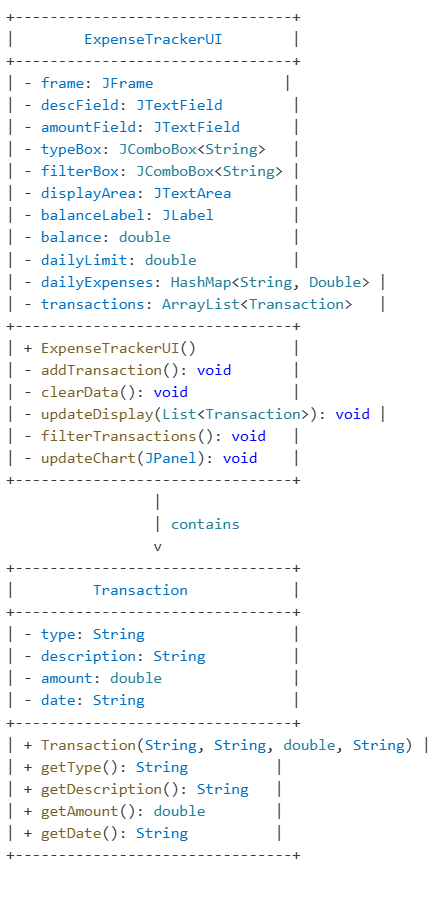 +--------------------------------+
|        ExpenseTrackerUI        |
+--------------------------------+
| - frame: JFrame               |
| - descField: JTextField        |
| - amountField: JTextField      |
| - typeBox: JComboBox<String>   |
| - filterBox: JComboBox<String> |
| - displayArea: JTextArea       |
| - balanceLabel: JLabel         |
| - balance: double              |
| - dailyLimit: double           |
| - dailyExpenses: HashMap<String, Double> |
| - transactions: ArrayList<Transaction>   |
+--------------------------------+
| + ExpenseTrackerUI()           |
| - addTransaction(): void       |
| - clearData(): void            |
| - updateDisplay(List<Transaction>): void |
| - filterTransactions(): void   |
| - updateChart(JPanel): void    |
+--------------------------------+
                 |
                 | contains
                 v
+--------------------------------+
|         Transaction            |
+--------------------------------+
| - type: String                 |
| - description: String          |
| - amount: double               |
| - date: String                 |
+--------------------------------+
| + Transaction(String, String, double, String) |
| + getType(): String          |
| + getDescription(): String   |
| + getAmount(): double        |
| + getDate(): String          |
+--------------------------------+